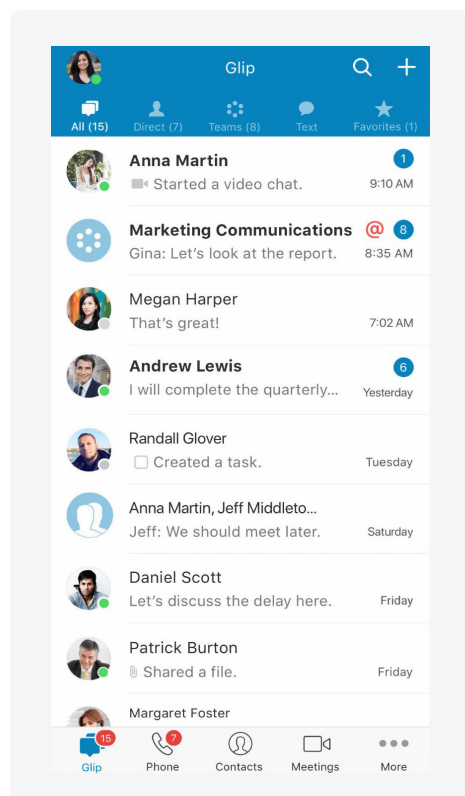 Glip
All (15) Direct (7) Teams (8) Text Favorites (1)
Anna Martin 1
Started a video chat. 9:10 AM
Marketing Communications @ 8
Gina: Let's look at the report. 8:35 AM
Megan Harper
That's great! 7:02 AM
Andrew Lewis 6
I will complete the quarterly... Yesterday
Randall Glover
Created a task. Tuesday
Anna Martin, Jeff Middleto...
Jeff: We should meet later. Saturday
Daniel Scott
Let's discuss the delay here. Friday
Patrick Burton
Shared a file. Friday
Margaret Foster
15 7
Glip Phone Contacts Meetings More